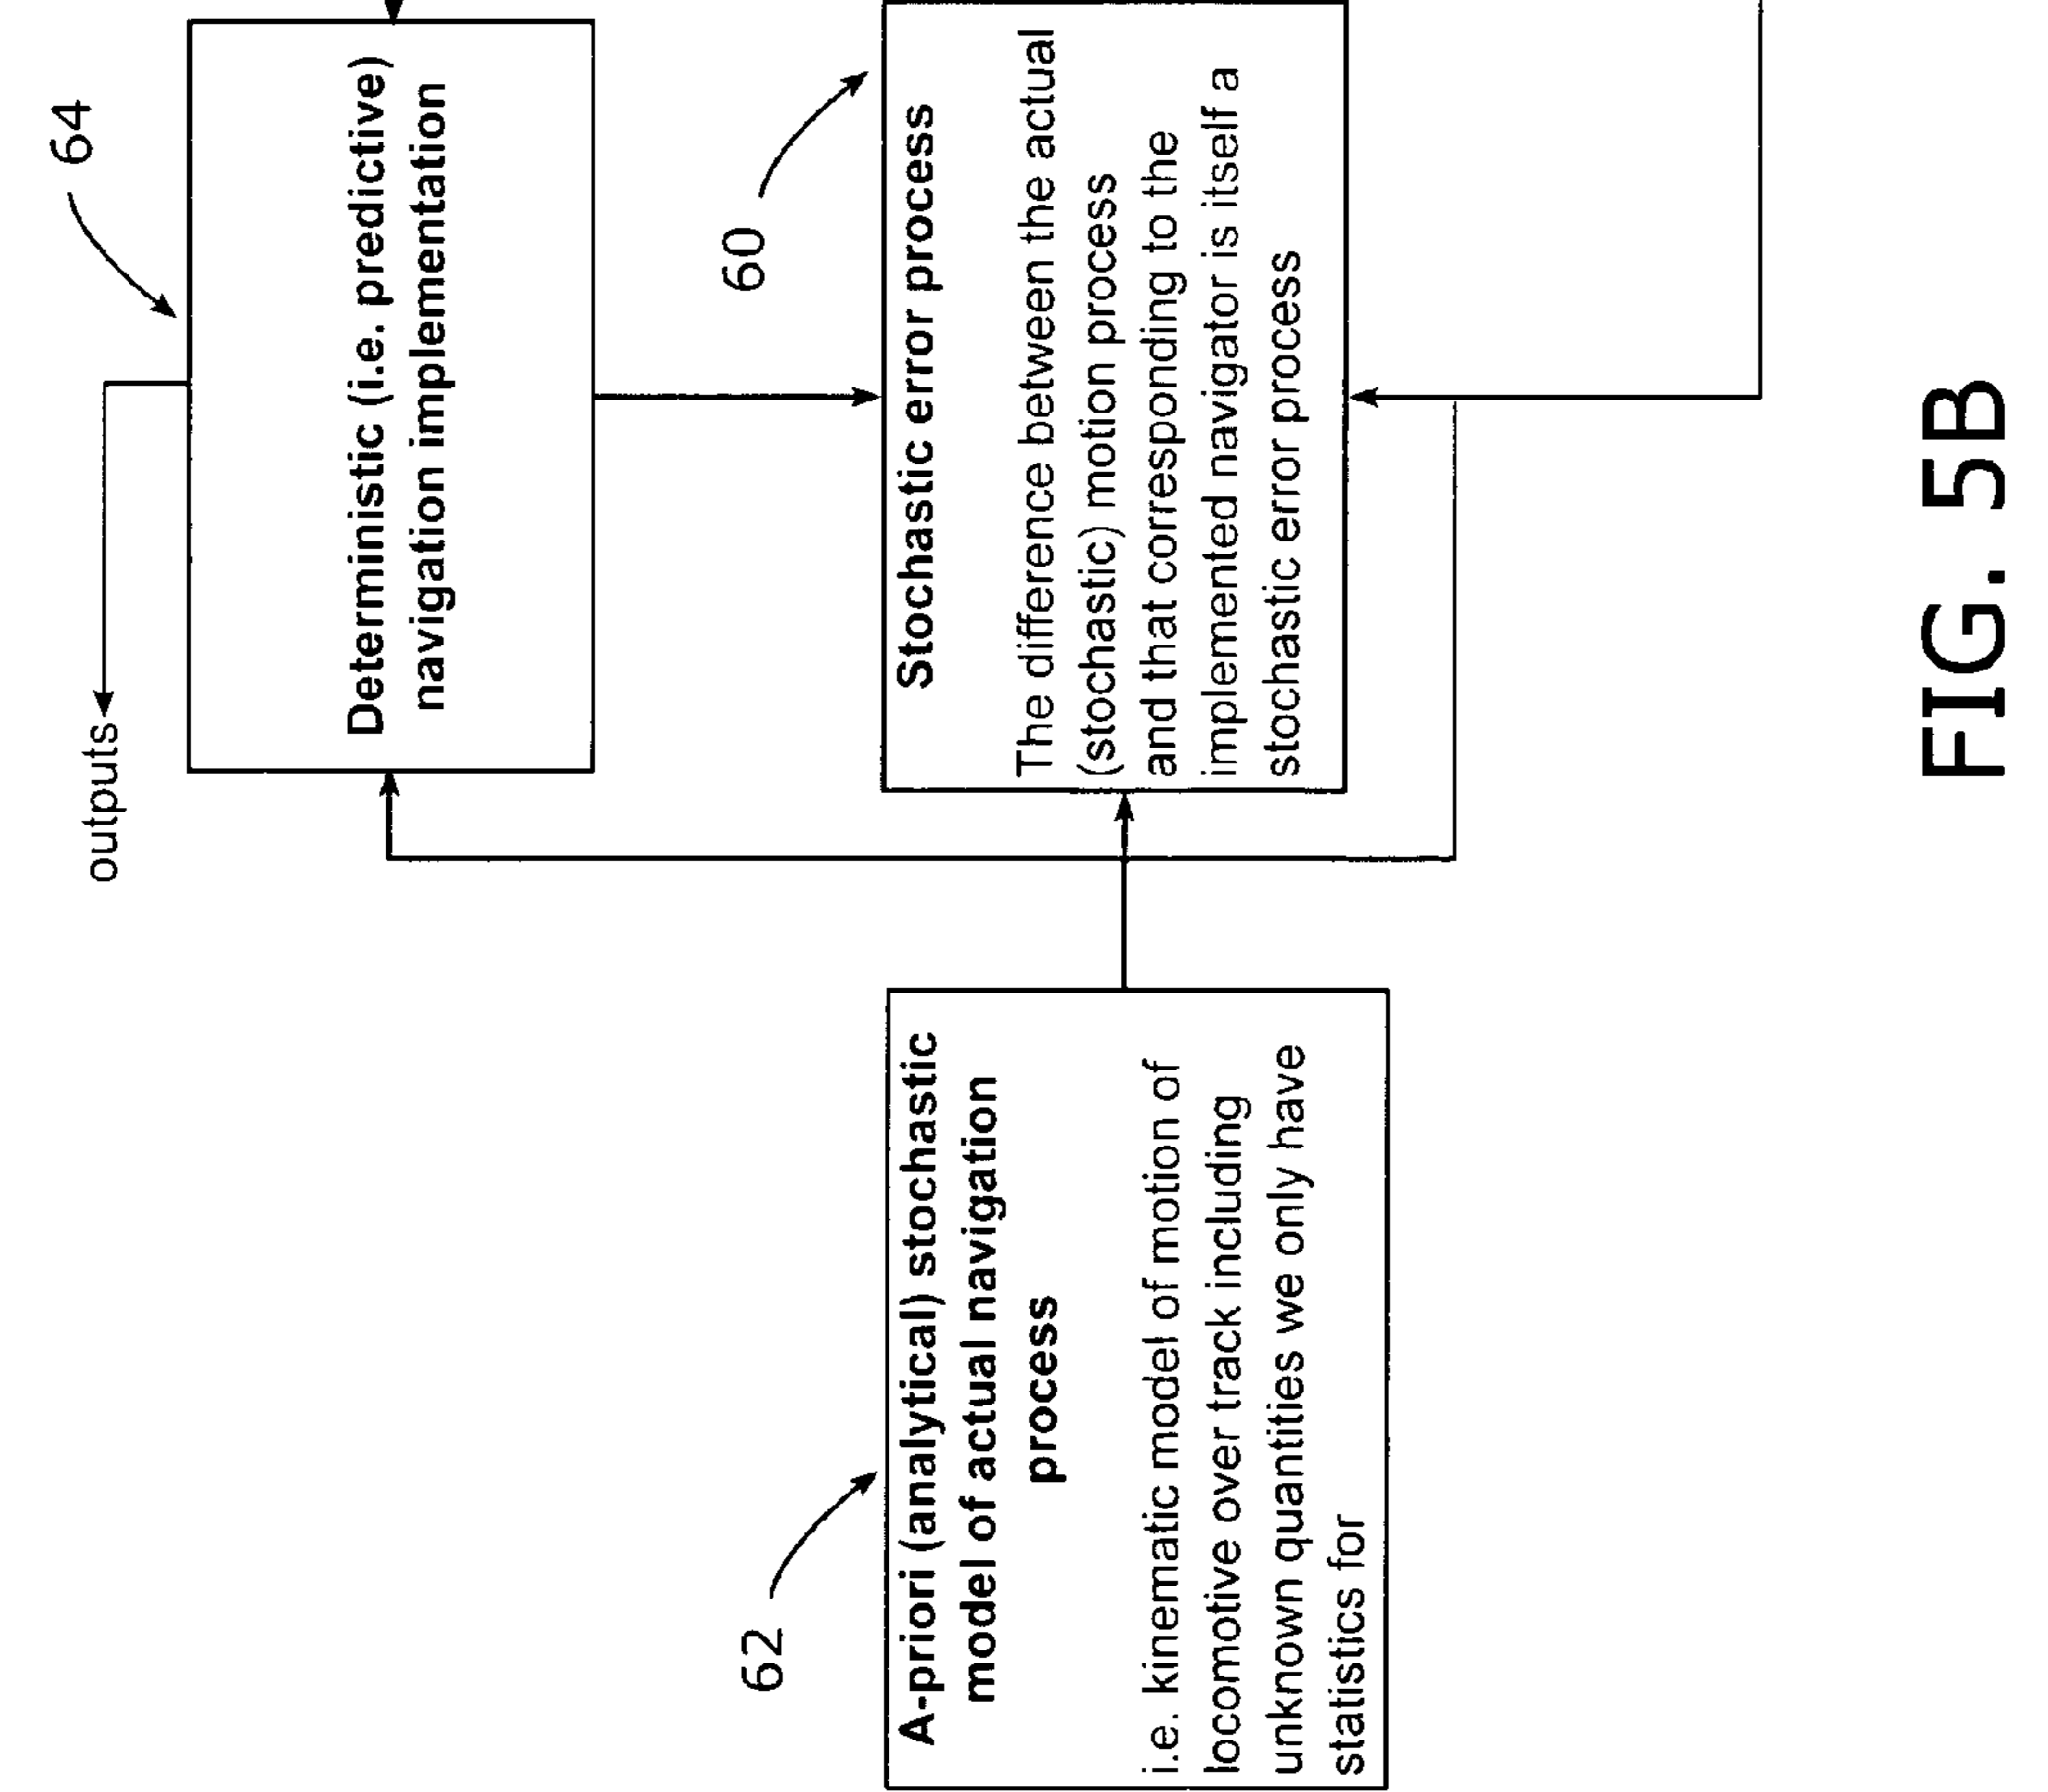 outputs
64
Deterministic (i.e. predictive)
navigation implementation
62
A-priori (analytical) stochastic
model of actual navigation
process
i.e. kinematic model of motion of
locomotive over track including
unknown quantities we only have
statistics for
60
Stochastic error process
The difference between the actual
(stochastic) motion process
and that corresponding to the
implemented navigator is itself a
stochastic error process
FIG. 5B